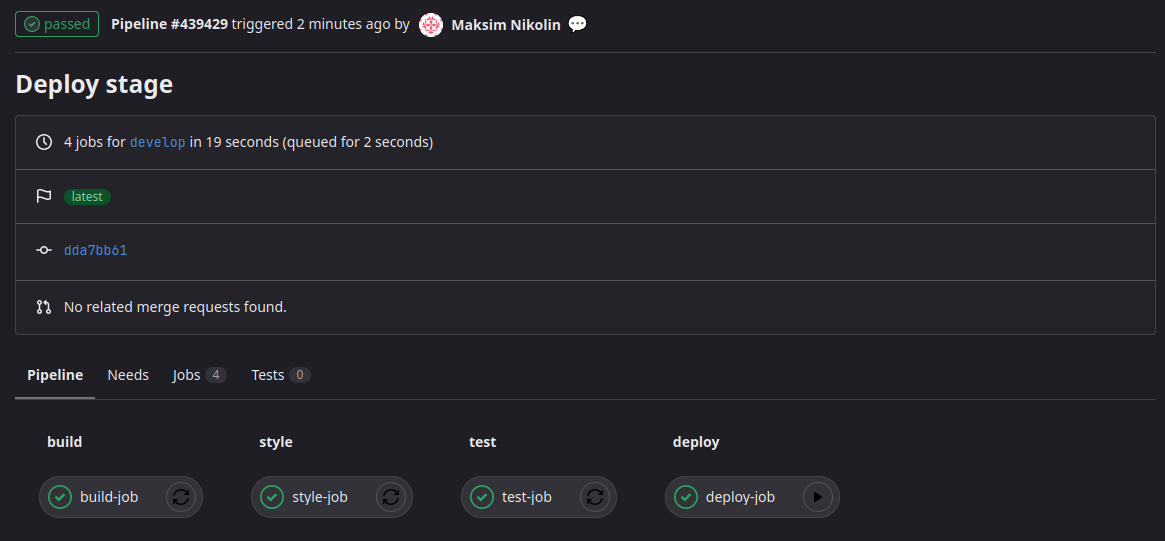 passed Pipeline #439429 triggered 2 minutes ago by Maksim Nikolin
Deploy stage
4 jobs for develop in 19 seconds (queued for 2 seconds)
latest
dda7bb61
No related merge requests found.
Pipeline Needs Jobs 4 Tests 0
build style test deploy
build-job style-job test-job deploy-job